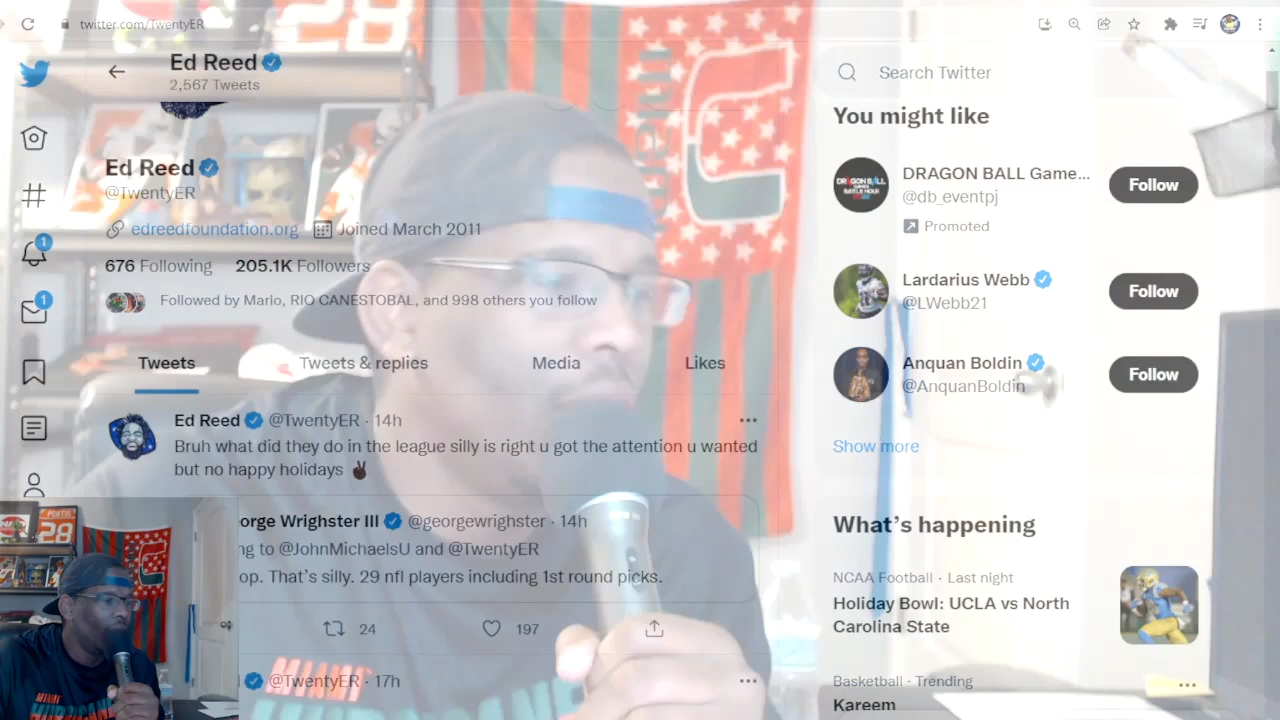 twitter.com/TwentyER
Ed Reed
2,567 Tweets
Search Twitter
You might like
Ed Reed
@TwentyER
edreedfoundation.org Joined March 2011
676 Following 205.1K Followers
Followed by Mario, RIO CANESTOBAL, and 998 others you follow
DRAGON BALL Game...
@db_eventpj
Promoted
Follow
Lardarius Webb
@LWebb21
Follow
Anquan Boldin
@AnquanBoldin
Follow
Show more
Tweets Tweets & replies Media Likes
1
1
Ed Reed @TwentyER · 14h
Bruh what did they do in the league silly is right u got the attention u wanted
but no happy holidays ✌🏿
orge Wrighster III @georgewrighster · 14h
ng to @JohnMichaelsU and @TwentyER
op. That's silly. 29 nfl players including 1st round picks.
24 197
@TwentyER · 17h
What's happening
NCAA Football · Last night
Holiday Bowl: UCLA vs North
Carolina State
Basketball · Trending
Kareem
PORTIS
28
MIAMI